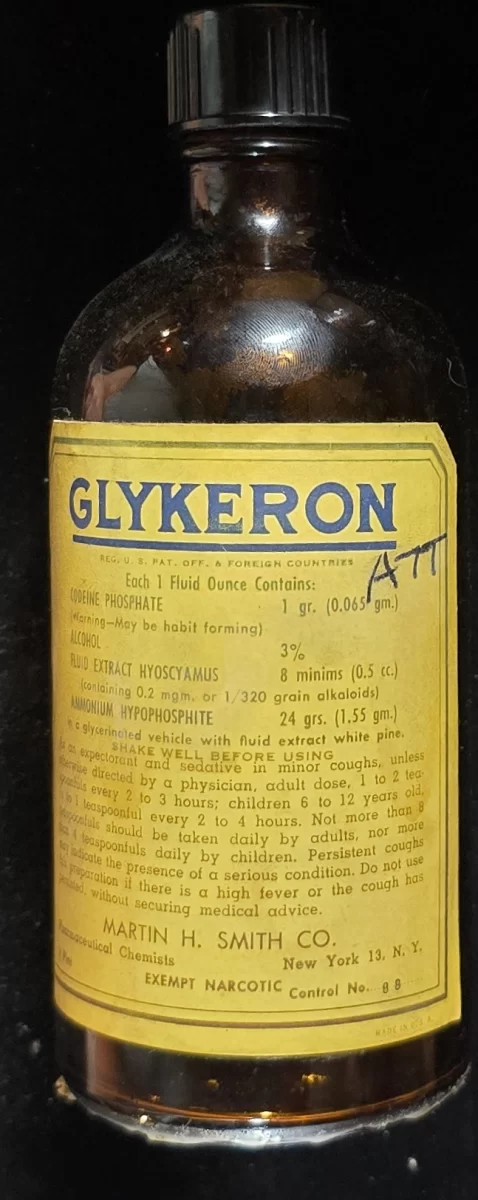 GLYKERON
REG. U. S. PAT. OFF. & FOREIGN COUNTRIES
ATT
Each 1 Fluid Ounce Contains:
CODEINE PHOSPHATE 1 gr. (0.065 gm.)
(Warning—May be habit forming)
ALCOHOL 3%
FLUID EXTRACT HYOSCYAMUS 8 minims (0.5 cc.)
(containing 0.2 mgm. or 1/320 grain alkaloids)
AMMONIUM HYPOPHOSPHITE 24 grs. (1.55 gm.)
a glycerinated vehicle with fluid extract white pine.
SHAKE WELL BEFORE USING
an expectorant and sedative in minor coughs, unless
otherwise directed by a physician, adult dose, 1 to 2 tea-
spoonfuls every 2 to 3 hours; children 6 to 12 years old,
to 1 teaspoonful every 2 to 4 hours. Not more than 8
teaspoonfuls should be taken daily by adults, nor more
than 4 teaspoonfuls daily by children. Persistent coughs
may indicate the presence of a serious condition. Do not use
this preparation if there is a high fever or the cough has
persisted, without securing medical advice.
MARTIN H. SMITH CO.
Pharmaceutical Chemists New York 13, N. Y.
EXEMPT NARCOTIC Control No. 88
MADE IN U.S.A.